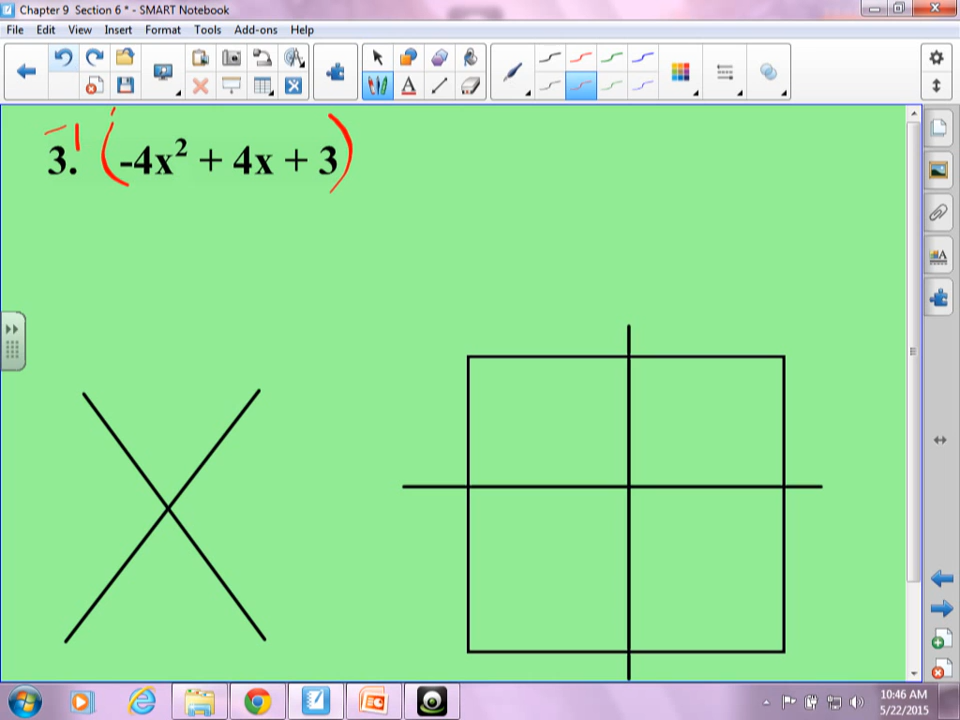 Chapter 9 Section 6 * - SMART Notebook
File Edit View Insert Format Tools Add-ons Help
-1
3. (-4x² + 4x + 3)
10:46 AM
5/22/2015